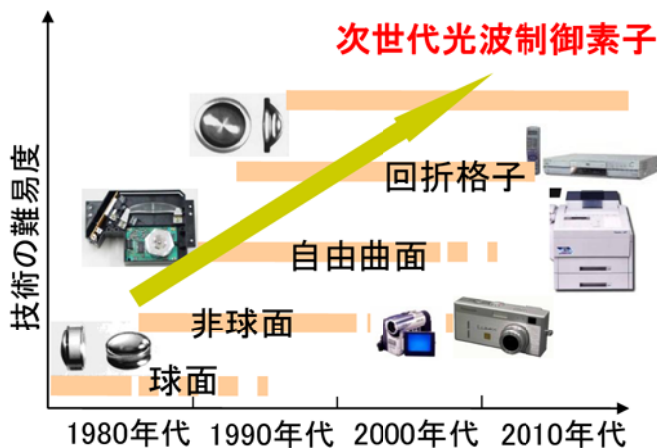 次世代光波制御素子
回折格子
自由曲面
非球面
球面
技術の難易度
1980年代
1990年代
2000年代
2010年代